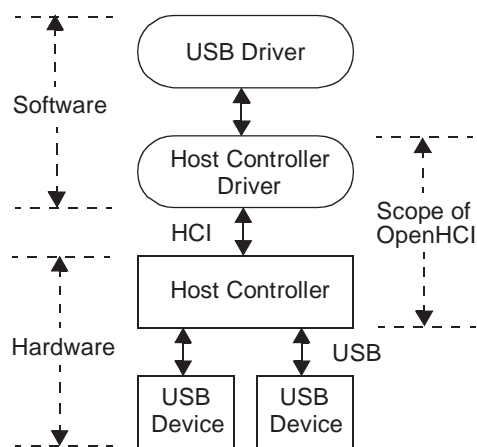 USB Driver
Software
Host Controller
Driver
Scope of
OpenHCI
HCI
Host Controller
Hardware
USB
USB
Device
USB
Device